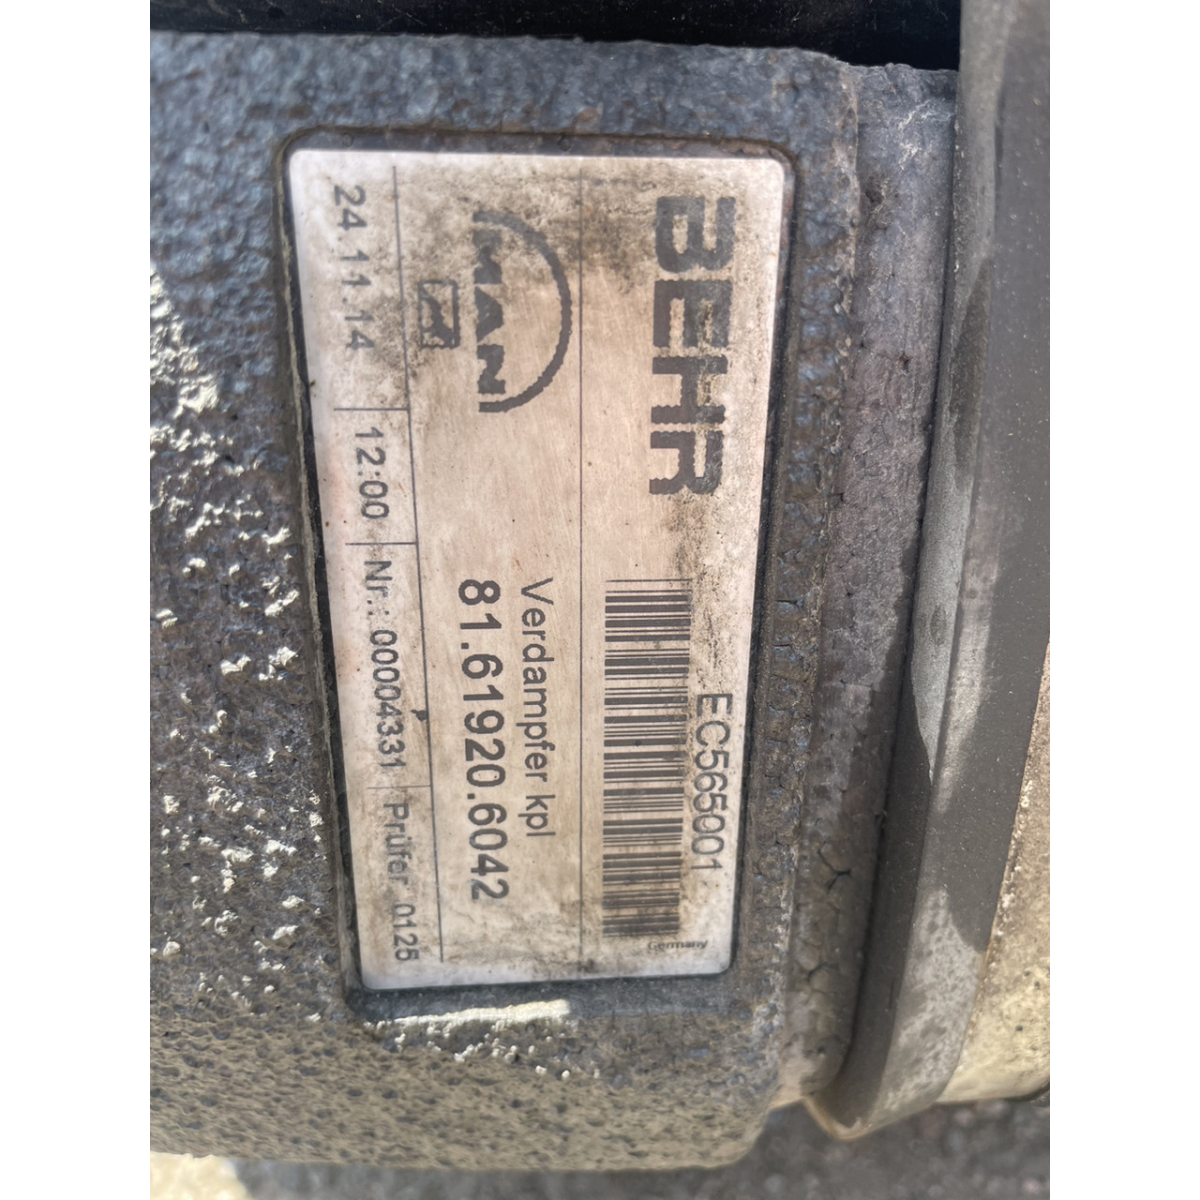 BEHR
EC565001
Germany
MAN
Verdampfer kpl
81.61920.6042
24.11.14
12:00
Nr.: 00004331
Prüfer 0125